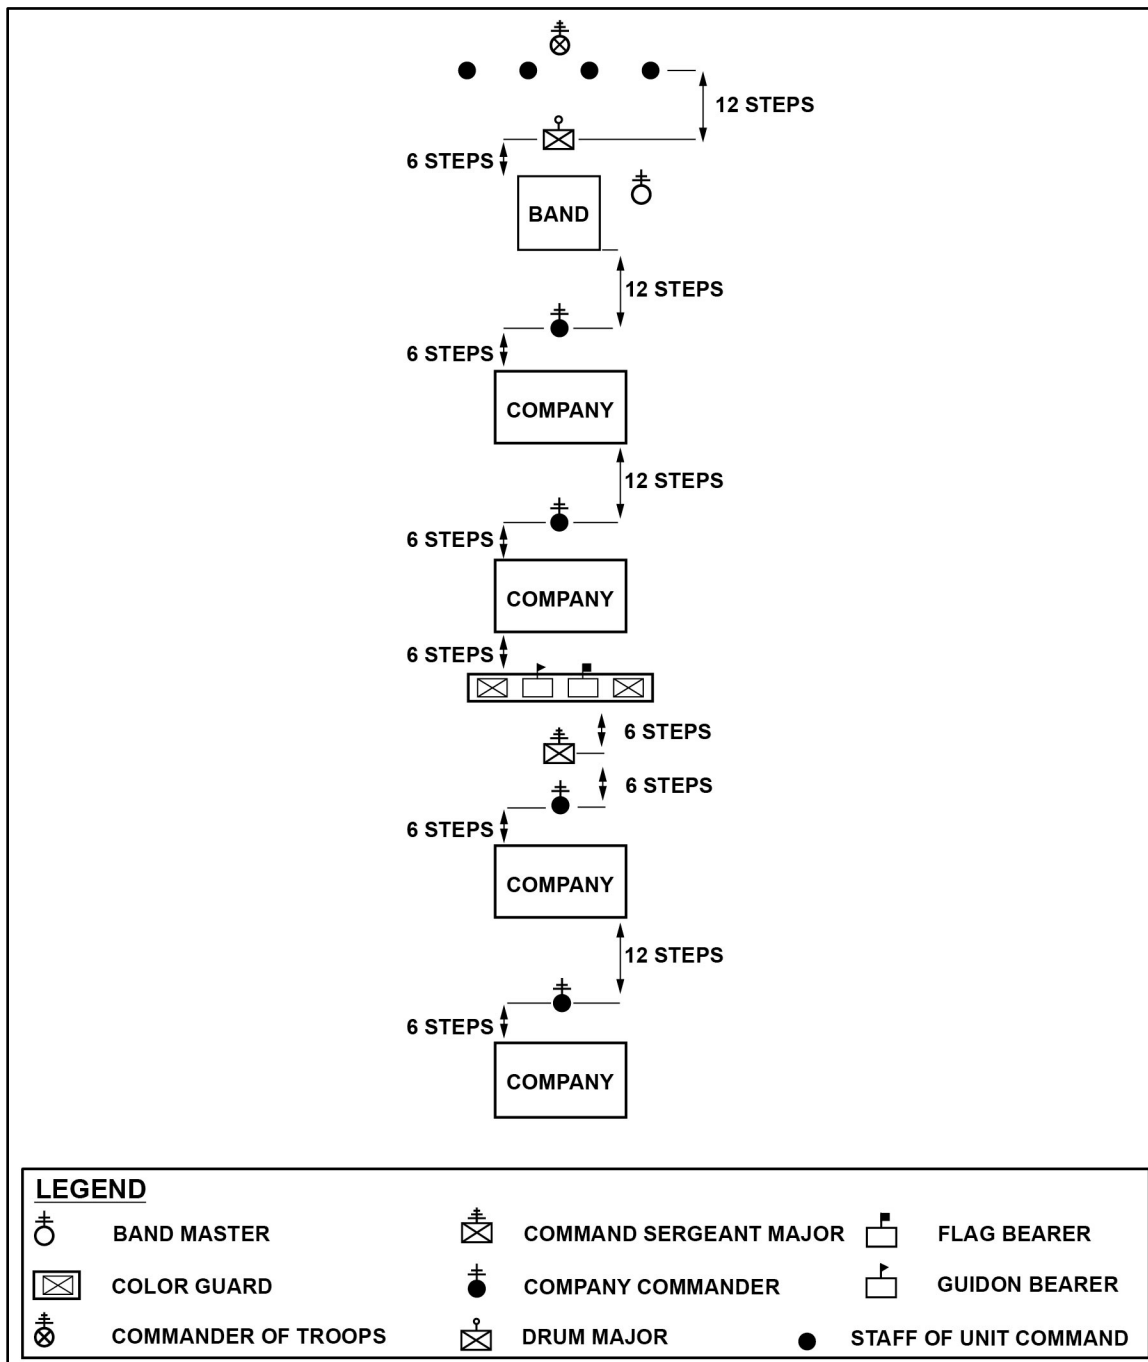 12 STEPS
6 STEPS
BAND
12 STEPS
6 STEPS
COMPANY
12 STEPS
6 STEPS
COMPANY
6 STEPS
6 STEPS
6 STEPS
6 STEPS
COMPANY
12 STEPS
6 STEPS
COMPANY
LEGEND
BAND MASTER
COMMAND SERGEANT MAJOR
FLAG BEARER
COLOR GUARD
COMPANY COMMANDER
GUIDON BEARER
COMMANDER OF TROOPS
DRUM MAJOR
STAFF OF UNIT COMMAND